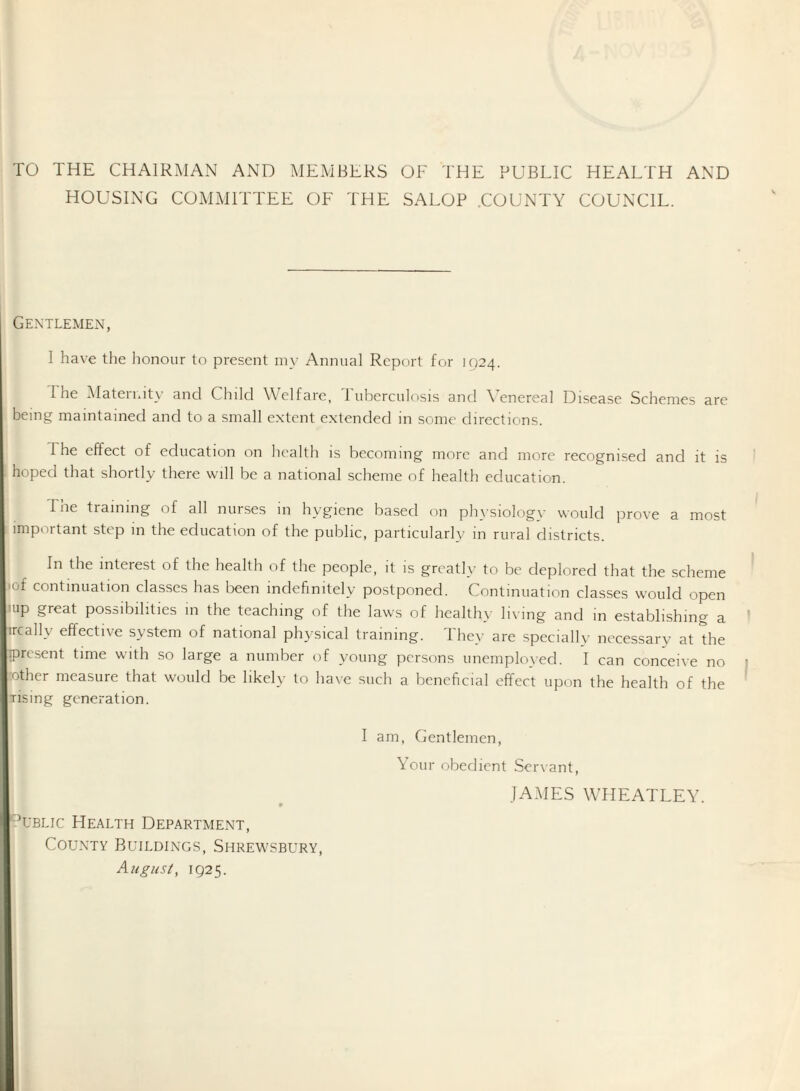 TO THE CHAIRMAN AND MEMBERS OF THE PUBLIC HEALTH AND
HOUSING COMMITTEE OF THE SALOP .COUNTY COUNCIL.
GENTLEMEN,
I have the honour to present my Annual Report for 1924.
The Maternity and Child Welfare, Tuberculosis and Venereal Disease Schemes are
being maintained and to a small extent extended in some directions.
The effect of education on health is becoming more and more recognised and it is
hoped that shortly there will be a national scheme of health education.
The training of all nurses in hygiene based on physiology would prove a most
important step in the education of the public, particularly in rural districts.
In the interest of the health of the people, it is greatly to be deplored that the scheme
of continuation classes has been indefinitely postponed. Continuation classes would open
up great possibilities in the teaching of the laws of healthy living and in establishing a
really effective system of national physical training. They are specially necessary at the
present time with so large a number of young persons unemployed. I can conceive no
other measure that would be likely to have such a beneficial effect upon the health of the
rising generation.
I am, Gentlemen,
Your obedient Servant,
JAMES WHEATLEY.
PUBLIC HEALTH DEPARTMENT,
COUNTY BUILDINGS, SHREWSBURY,
August, 1925.